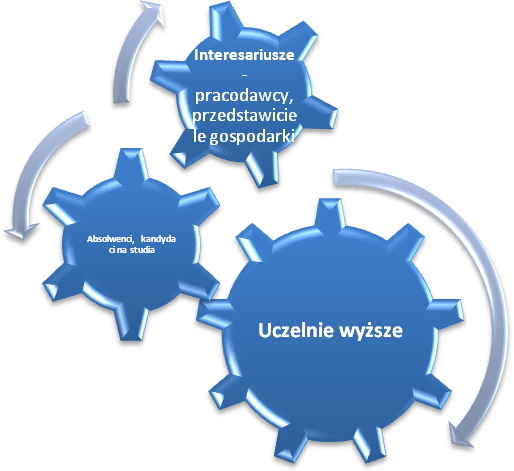 Interesariusze
-
pracodawcy,
przedstawicie
le gospodarki
Absolwenci, kandyda
ci na studia
Uczelnie wyższe